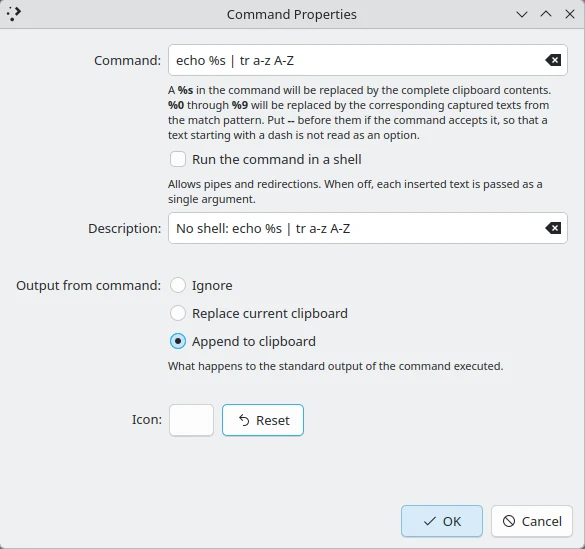 Command Properties
Command: echo %s | tr a-z A-Z
A %s in the command will be replaced by the complete clipboard contents.
%0 through %9 will be replaced by the corresponding captured texts from
the match pattern. Put -- before them if the command accepts it, so that a
text starting with a dash is not read as an option.
Run the command in a shell
Allows pipes and redirections. When off, each inserted text is passed as a
single argument.
Description: No shell: echo %s | tr a-z A-Z
Output from command: Ignore
Replace current clipboard
Append to clipboard
What happens to the standard output of the command executed.
Icon: Reset
OK Cancel